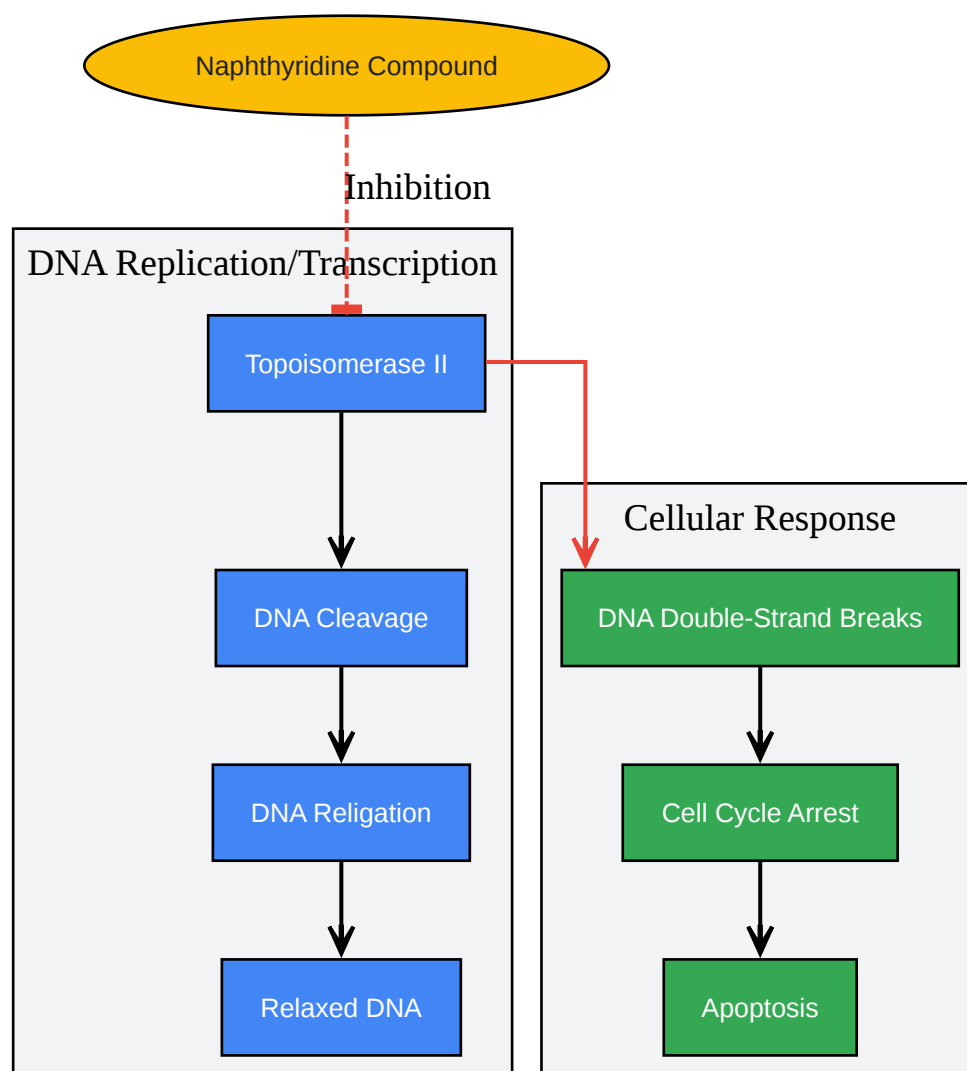 Naphthyridine Compound
Inhibition
DNA Replication/Transcription
Topoisomerase II
DNA Cleavage
DNA Religation
Relaxed DNA
Cellular Response
DNA Double-Strand Breaks
Cell Cycle Arrest
Apoptosis